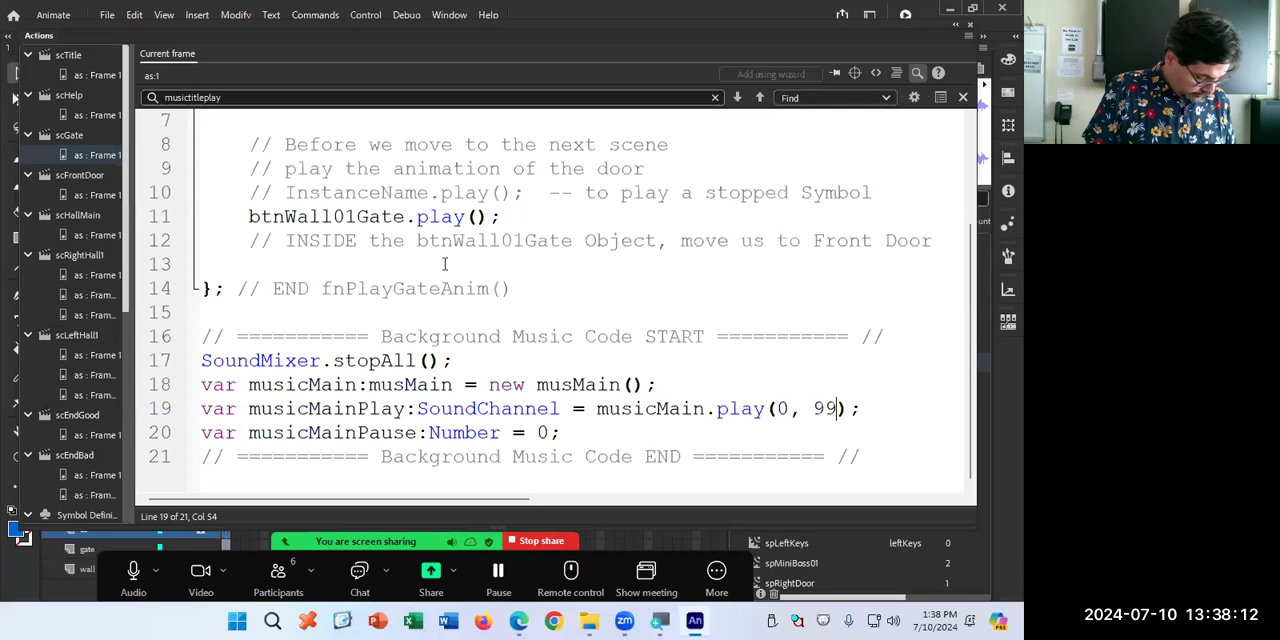 Animate File Edit View Insert Modify Text Commands Control Debug Window Help
Actions
scTitle
as : Frame 1
scHelp
as : Frame 1
scGate
as : Frame 1
scFrontDoor
as : Frame 1
scHallMain
as : Frame 1
scRightHall1
as : Frame 1
as : Fram...
as : Fram...
scLeftHall1
as : Frame 1
as : Fram...
as : Fram...
scEndGood
as : Frame 1
scEndBad
as : Frame 1
as : Fram...
Symbol Defini...
Current frame
as:1
Add using wizard
musictitleplay
Find
7
8 // Before we move to the next scene
9 // play the animation of the door
10 // InstanceName.play(); -- to play a stopped Symbol
11 btnWall01Gate.play();
12 // INSIDE the btnWall01Gate Object, move us to Front Door
13
14 }; // END fnPlayGateAnim()
15
16 // =========== Background Music Code START =========== //
17 SoundMixer.stopAll();
18 var musicMain:musMain = new musMain();
19 var musicMainPlay:SoundChannel = musicMain.play(0, 99);
20 var musicMainPause:Number = 0;
21 // =========== Background Music Code END =========== //
Line 19 of 21, Col 54
gate
wall
You are screen sharing
Stop share
spLeftKeys leftKeys 0
spMiniBoss01 2
spRightDoor 1
6
Audio Video Participants Chat Share Pause Remote control Summary More
1:38 PM
7/10/2024
2024-07-10 13:38:12